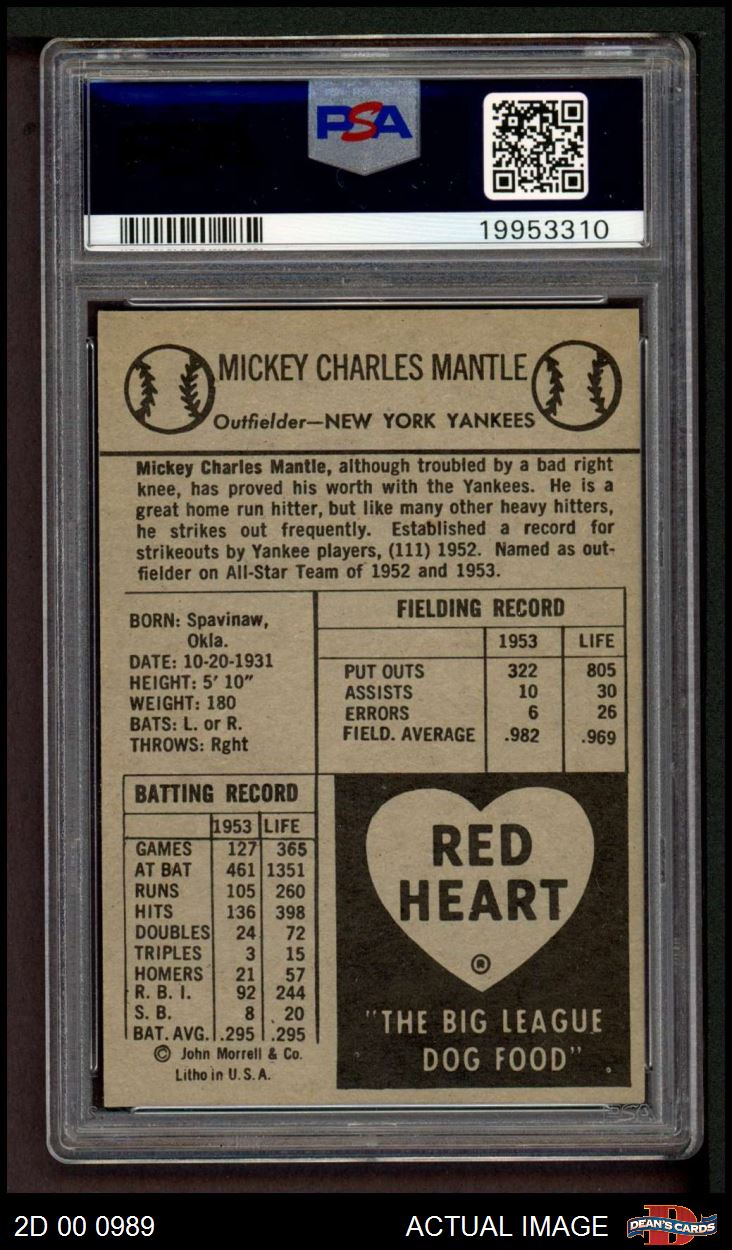 PSA
19953310
MICKEY CHARLES MANTLE
Outfielder—NEW YORK YANKEES
Mickey Charles Mantle, although troubled by a bad right
knee, has proved his worth with the Yankees. He is a
great home run hitter, but like many other heavy hitters,
he strikes out frequently. Established a record for
strikeouts by Yankee players, (111) 1952. Named as out-
fielder on All-Star Team of 1952 and 1953.
BORN: Spavinaw,
Okla.
DATE: 10-20-1931
HEIGHT: 5' 10"
WEIGHT: 180
BATS: L. or R.
THROWS: Rght
FIELDING RECORD
1953 LIFE
PUT OUTS 322 805
ASSISTS 10 30
ERRORS 6 26
FIELD. AVERAGE .982 .969
BATTING RECORD
1953 LIFE
GAMES 127 365
AT BAT 461 1351
RUNS 105 260
HITS 136 398
DOUBLES 24 72
TRIPLES 3 15
HOMERS 21 57
R. B. I. 92 244
S. B. 8 20
BAT. AVG. .295 .295
© John Morrell & Co.
Litho in U.S.A.
RED
HEART
®
"THE BIG LEAGUE
DOG FOOD"
PSA
2D 00 0989
ACTUAL IMAGE
D
DEAN'S CARDS